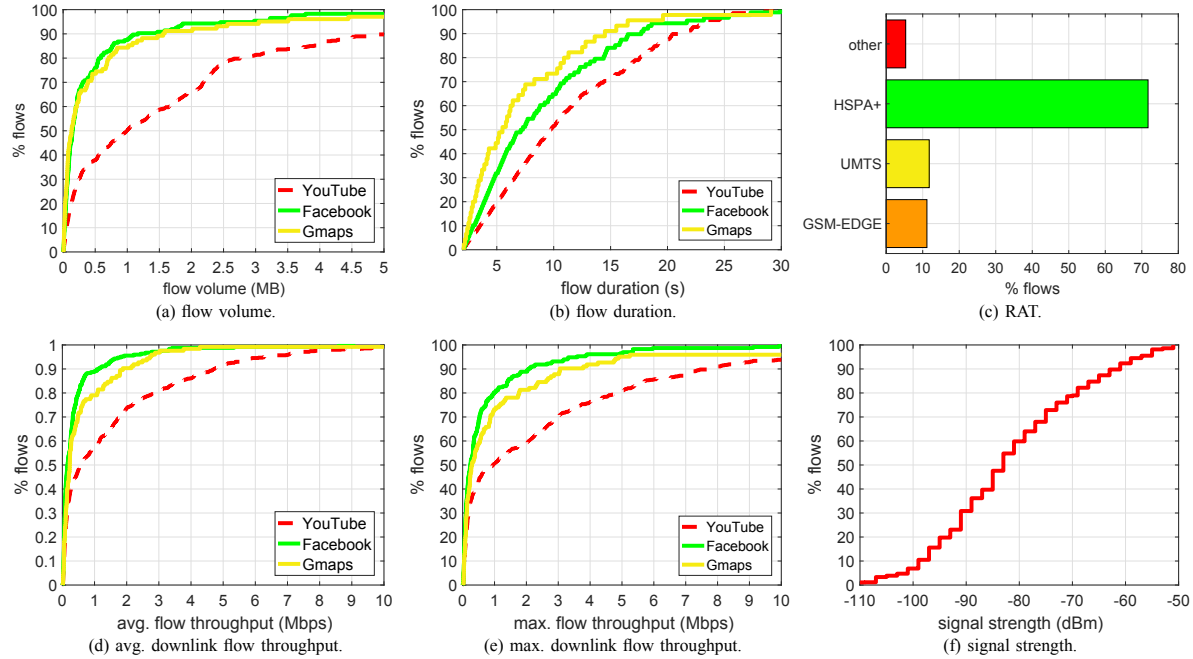 100
90
80
70
60
50
40
30
20
10
0
% flows
YouTube
Facebook
Gmaps
0 0.5 1 1.5 2 2.5 3 3.5 4 4.5 5
flow volume (MB)
(a) flow volume.
100
90
80
70
60
50
40
30
20
10
0
% flows
YouTube
Facebook
Gmaps
5 10 15 20 25 30
flow duration (s)
(b) flow duration.
other
HSPA+
UMTS
GSM-EDGE
0 10 20 30 40 50 60 70 80
% flows
(c) RAT.
1
0.9
0.8
0.7
0.6
0.5
0.4
0.3
0.2
0.1
0
% flows
YouTube
Facebook
Gmaps
0 1 2 3 4 5 6 7 8 9 10
avg. flow throughput (Mbps)
(d) avg. downlink flow throughput.
100
90
80
70
60
50
40
30
20
10
0
% flows
YouTube
Facebook
Gmaps
0 1 2 3 4 5 6 7 8 9 10
max. flow throughput (Mbps)
(e) max. downlink flow throughput.
100
90
80
70
60
50
40
30
20
10
0
% flows
-110 -100 -90 -80 -70 -60 -50
signal strength (dBm)
(f) signal strength.